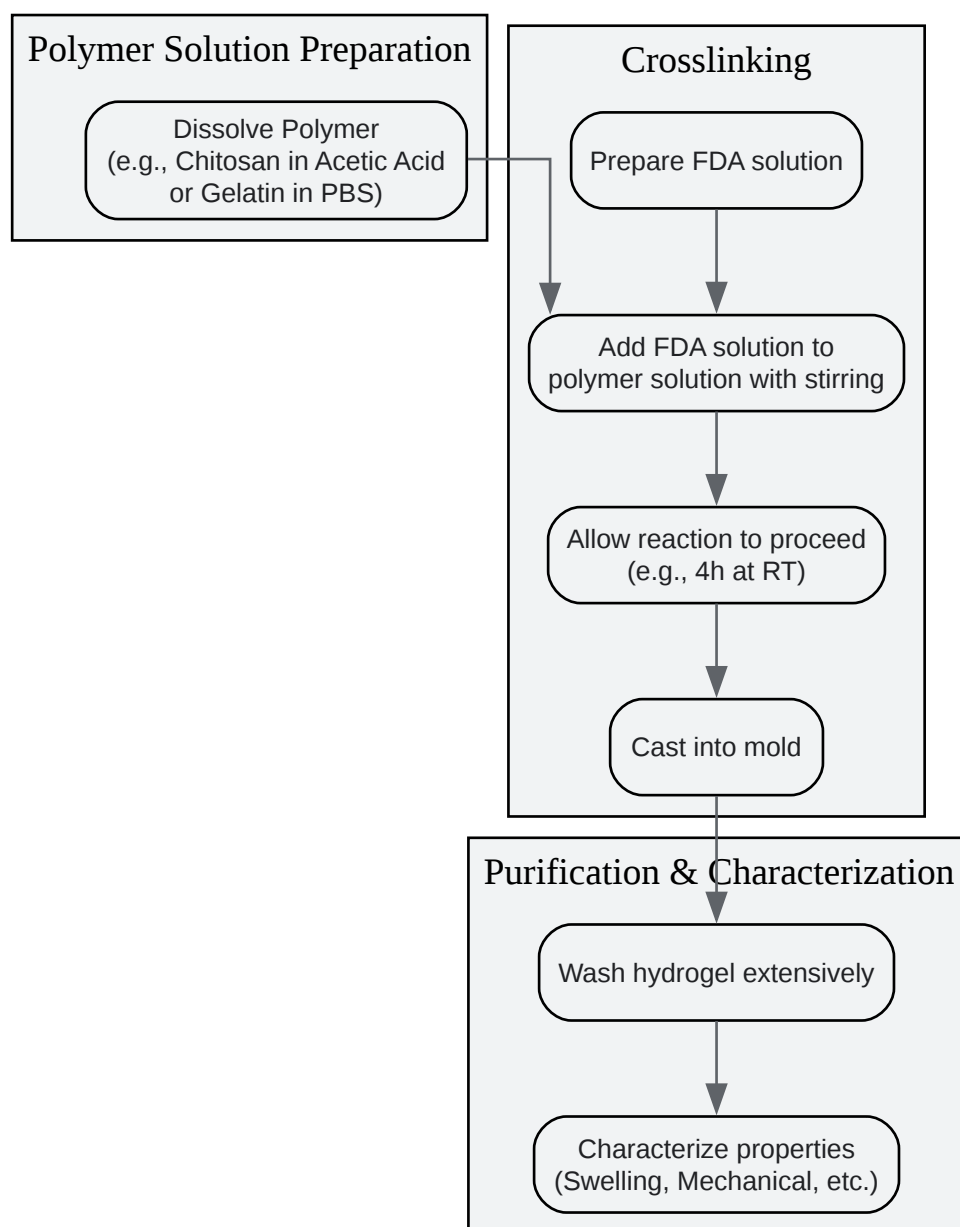 Polymer Solution Preparation
Dissolve Polymer
(e.g., Chitosan in Acetic Acid
or Gelatin in PBS)
Crosslinking
Prepare FDA solution
Add FDA solution to
polymer solution with stirring
Allow reaction to proceed
(e.g., 4h at RT)
Cast into mold
Purification & Characterization
Wash hydrogel extensively
Characterize properties
(Swelling, Mechanical, etc.)